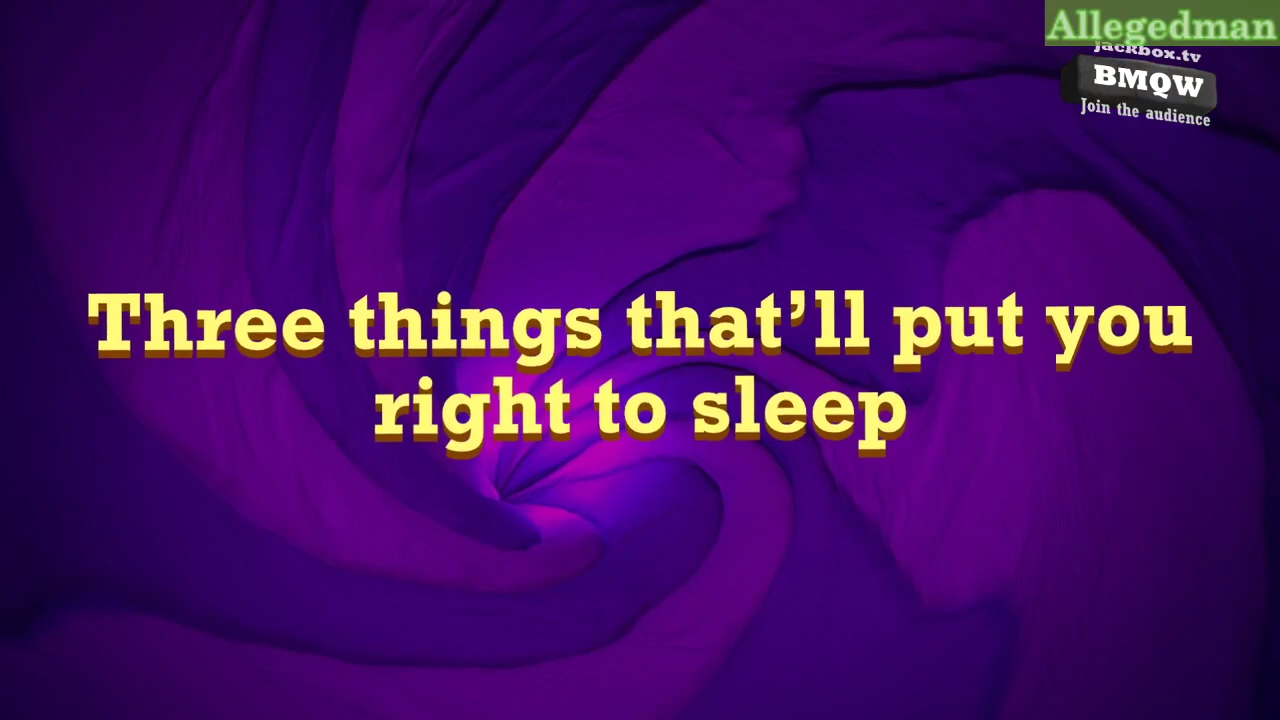 Allegedman
jackbox.tv
BMQW
Join the audience
Three things that’ll put you
right to sleep